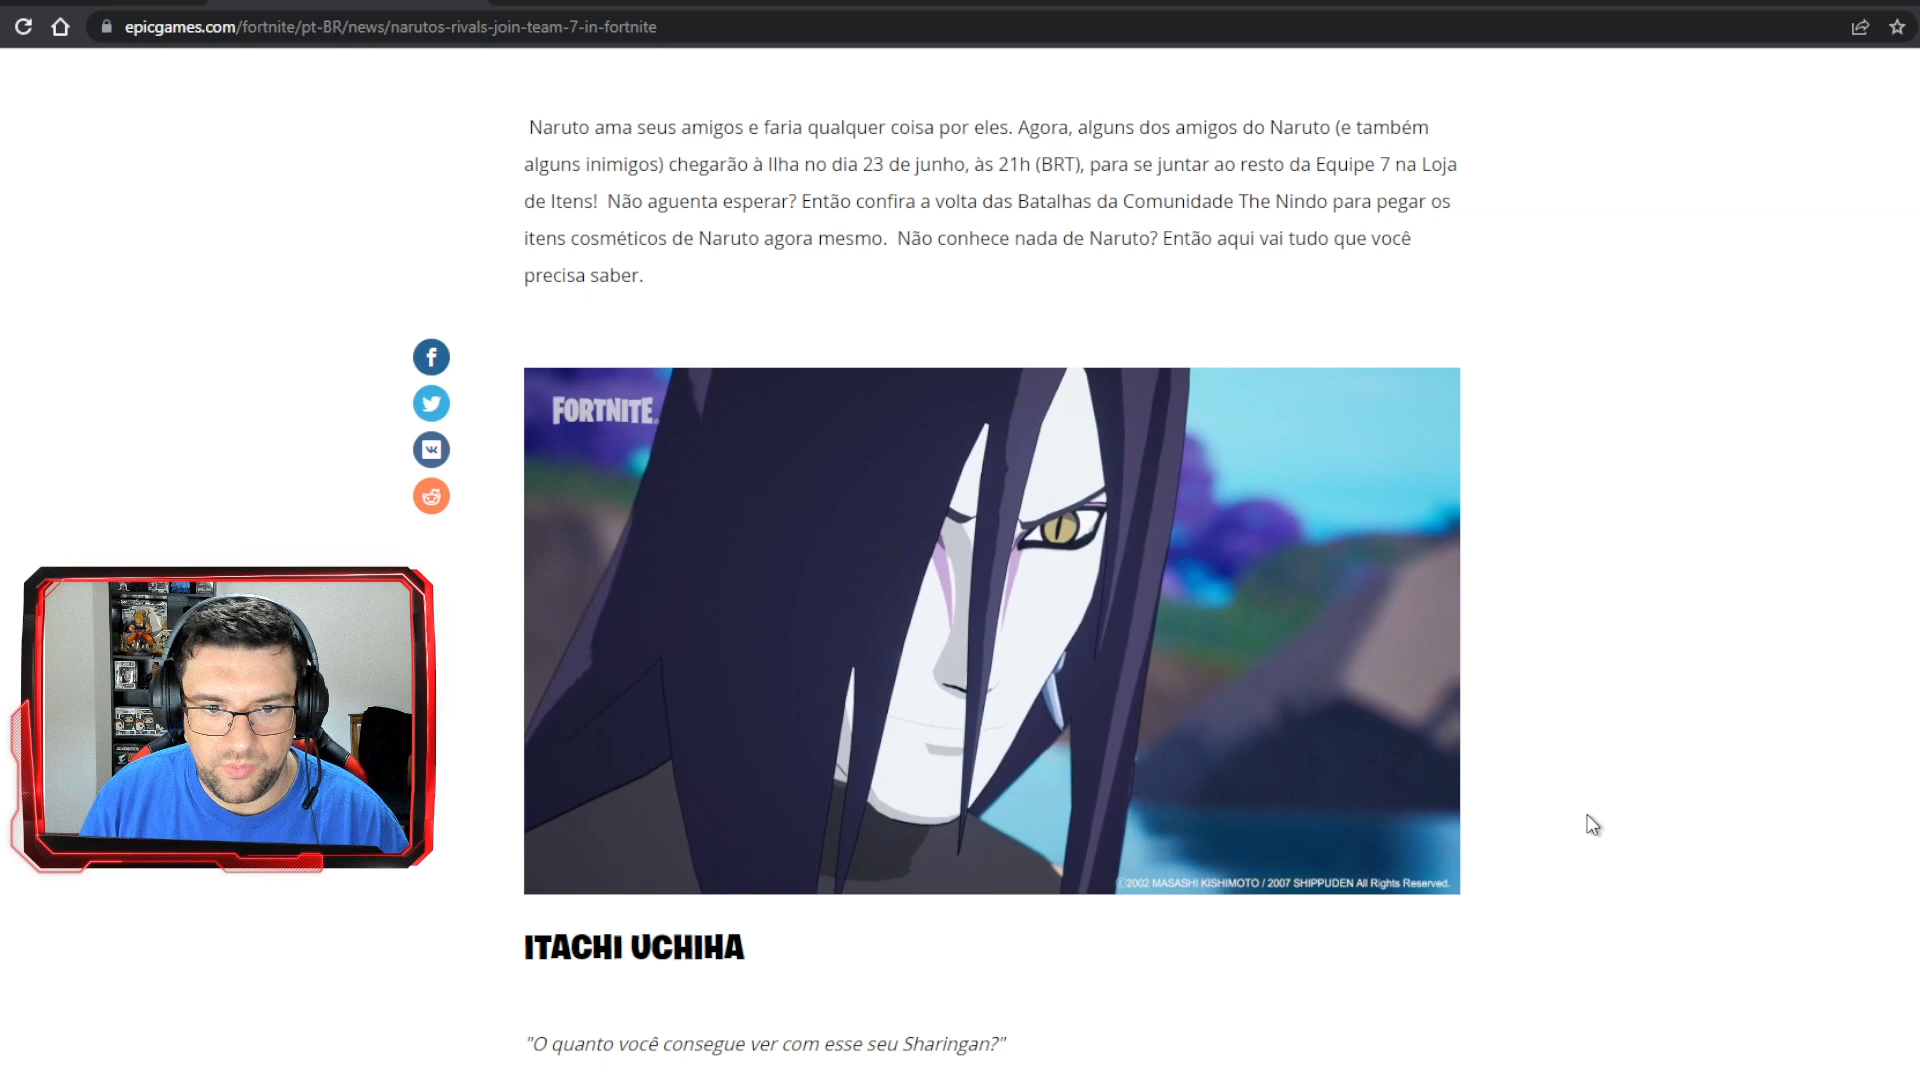 epicgames.com/fortnite/pt-BR/news/narutos-rivals-join-team-7-in-fortnite
Naruto ama seus amigos e faria qualquer coisa por eles. Agora, alguns dos amigos do Naruto (e também
alguns inimigos) chegarão à Ilha no dia 23 de junho, às 21h (BRT), para se juntar ao resto da Equipe 7 na Loja
de Itens!  Não aguenta esperar? Então confira a volta das Batalhas da Comunidade The Nindo para pegar os
itens cosméticos de Naruto agora mesmo.  Não conhece nada de Naruto? Então aqui vai tudo que você
precisa saber.
FORTNITE.
©2002 MASASHI KISHIMOTO / 2007 SHIPPUDEN All Rights Reserved.
ITACHI UCHIHA
"O quanto você consegue ver com esse seu Sharingan?"